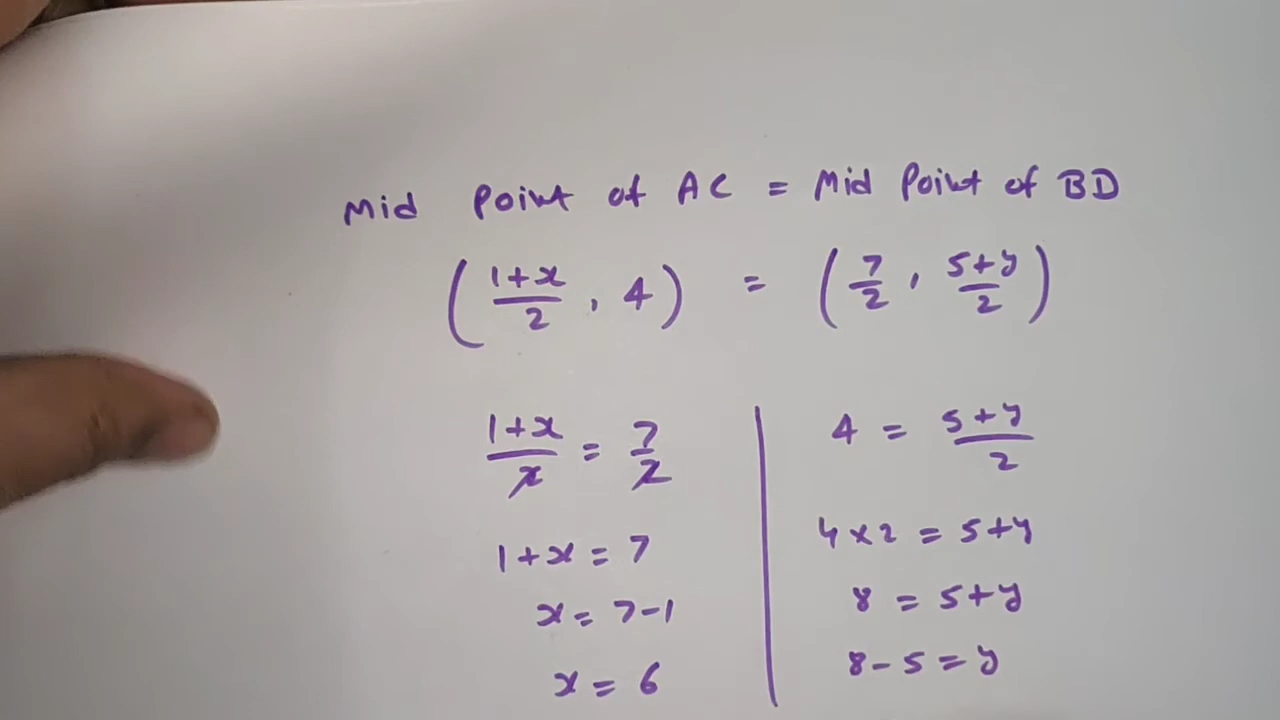 Mid Point of AC = Mid Point of BD
(1+x/2, 4) = (7/2, 5+y/2)
1+x/2 = 7/2
1+x = 7
x = 7-1
x = 6
4 = 5+y/2
4×2 = 5+y
8 = 5+y
8-5 = y